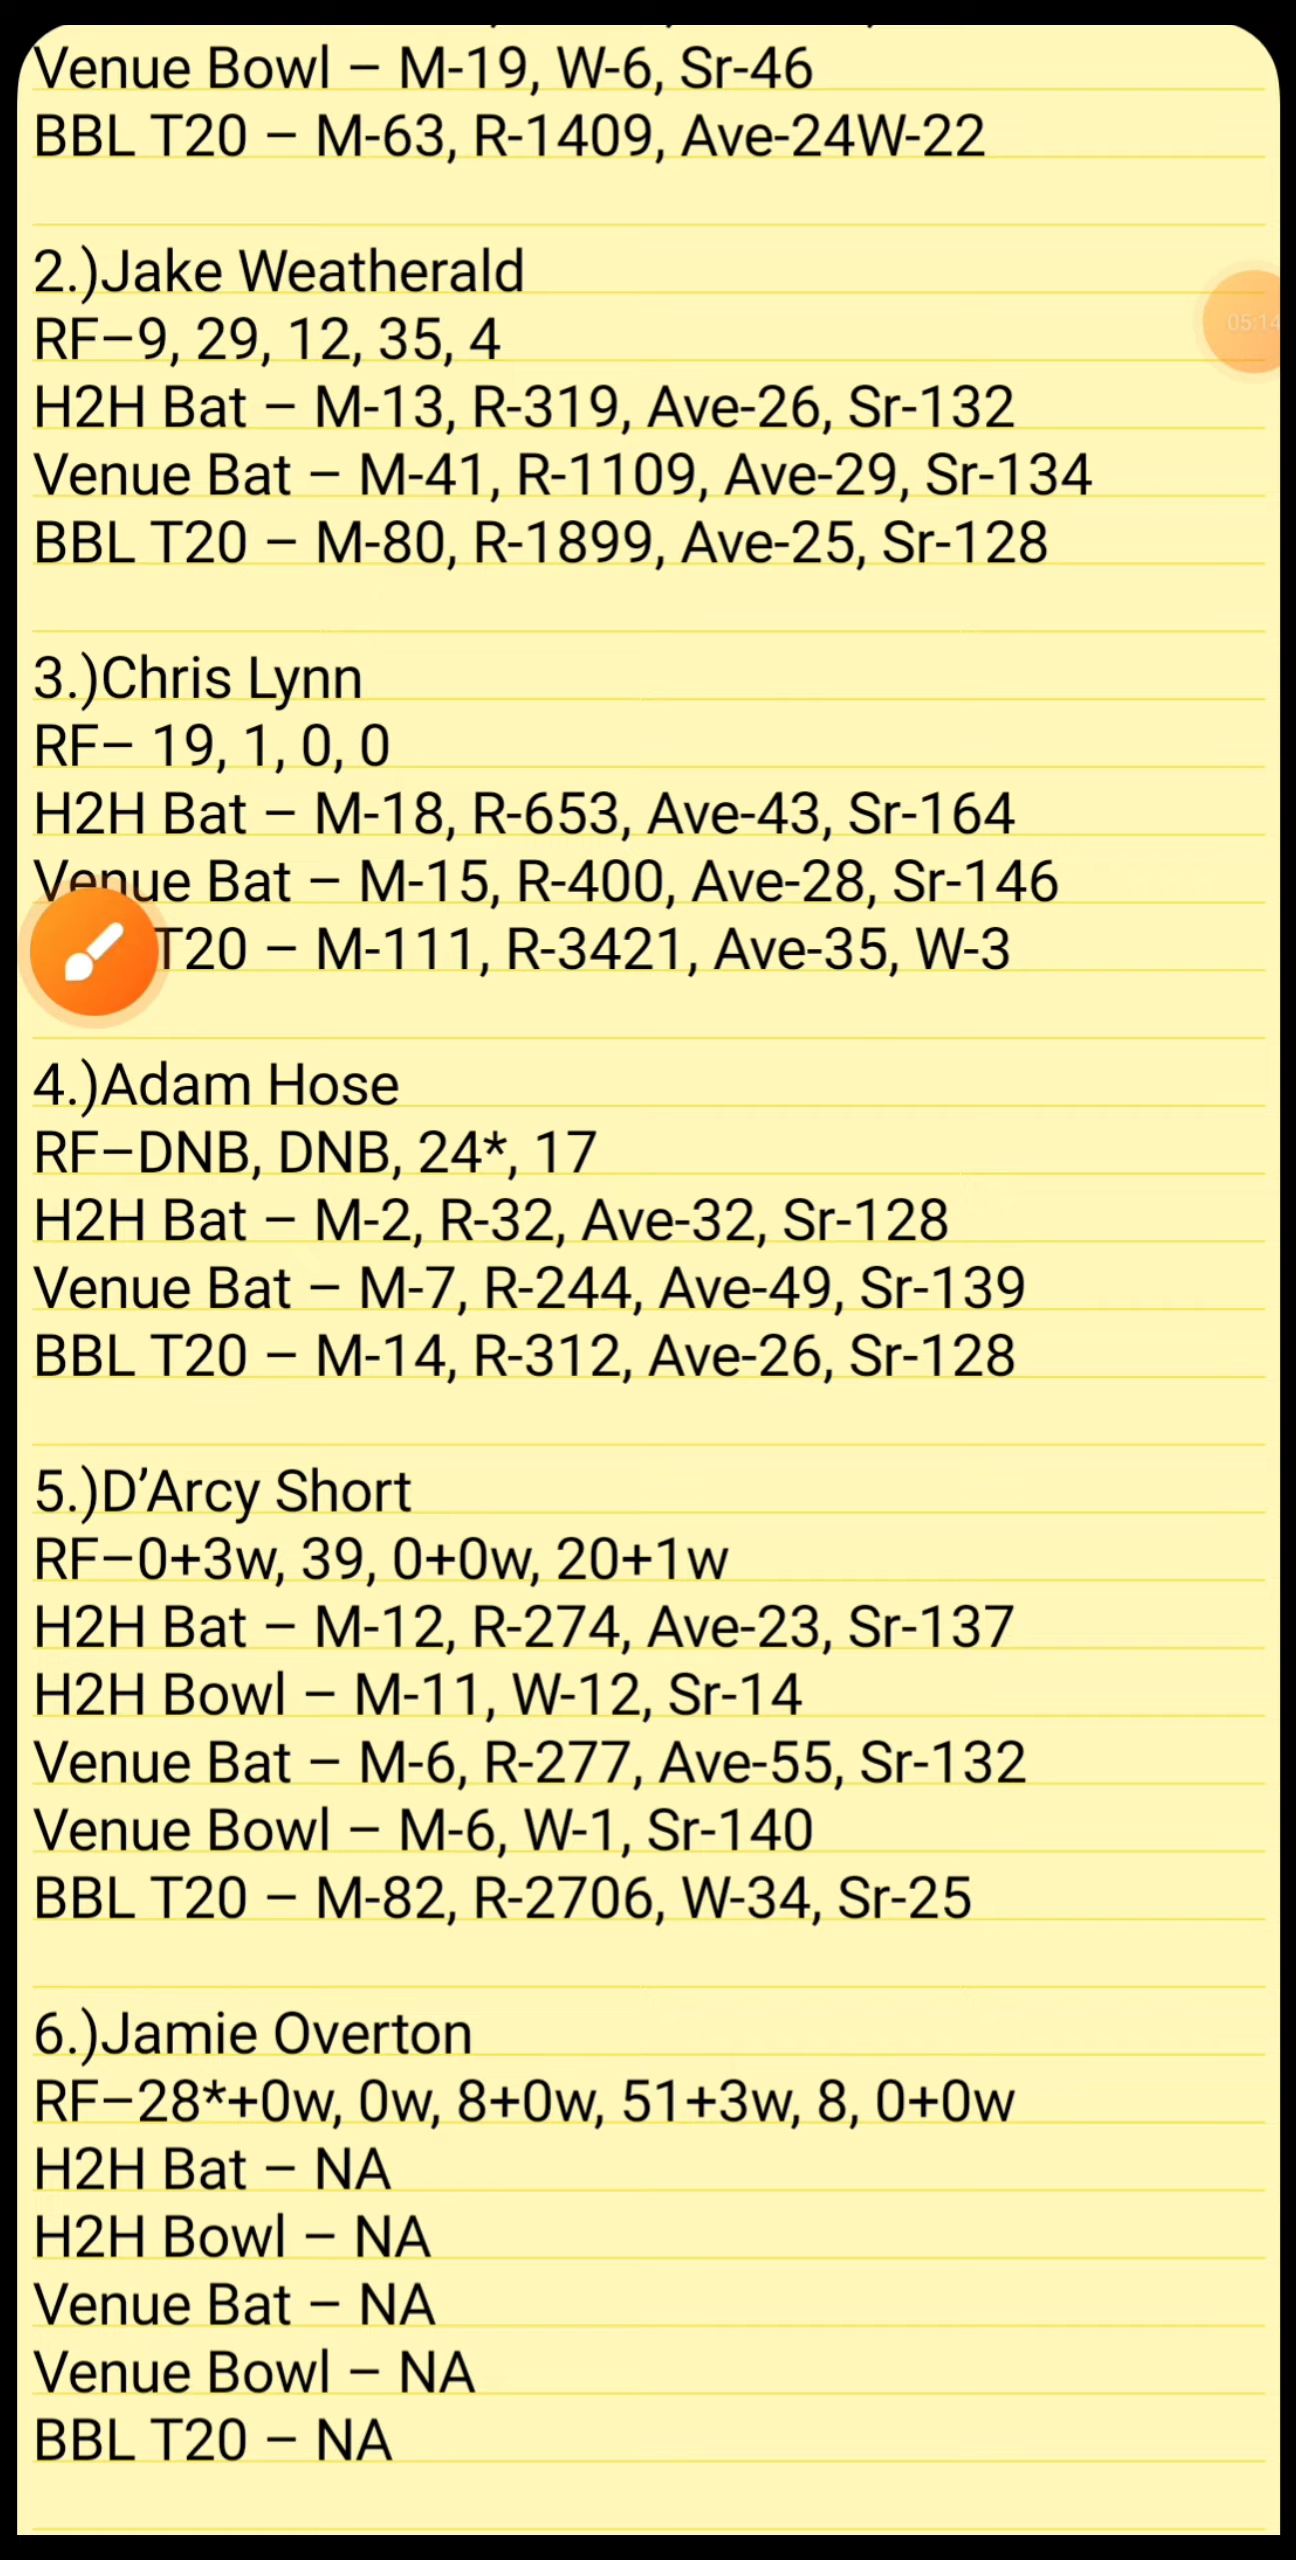 Venue Bowl – M-19, W-6, Sr-46
BBL T20 – M-63, R-1409, Ave-24W-22
2.)Jake Weatherald
RF–9, 29, 12, 35, 4
H2H Bat – M-13, R-319, Ave-26, Sr-132
Venue Bat – M-41, R-1109, Ave-29, Sr-134
BBL T20 – M-80, R-1899, Ave-25, Sr-128
3.)Chris Lynn
RF– 19, 1, 0, 0
H2H Bat – M-18, R-653, Ave-43, Sr-164
Venue Bat – M-15, R-400, Ave-28, Sr-146
T20 – M-111, R-3421, Ave-35, W-3
4.)Adam Hose
RF–DNB, DNB, 24*, 17
H2H Bat – M-2, R-32, Ave-32, Sr-128
Venue Bat – M-7, R-244, Ave-49, Sr-139
BBL T20 – M-14, R-312, Ave-26, Sr-128
5.)D’Arcy Short
RF–0+3w, 39, 0+0w, 20+1w
H2H Bat – M-12, R-274, Ave-23, Sr-137
H2H Bowl – M-11, W-12, Sr-14
Venue Bat – M-6, R-277, Ave-55, Sr-132
Venue Bowl – M-6, W-1, Sr-140
BBL T20 – M-82, R-2706, W-34, Sr-25
6.)Jamie Overton
RF–28*+0w, 0w, 8+0w, 51+3w, 8, 0+0w
H2H Bat – NA
H2H Bowl – NA
Venue Bat – NA
Venue Bowl – NA
BBL T20 – NA
05:14